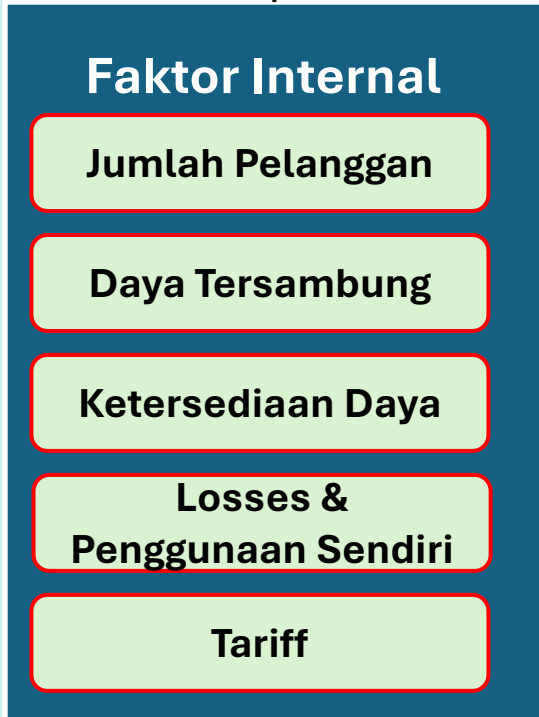 Faktor Internal
Jumlah Pelanggan
Daya Tersambung
Ketersediaan Daya
Losses &
Penggunaan Sendiri
Tariff